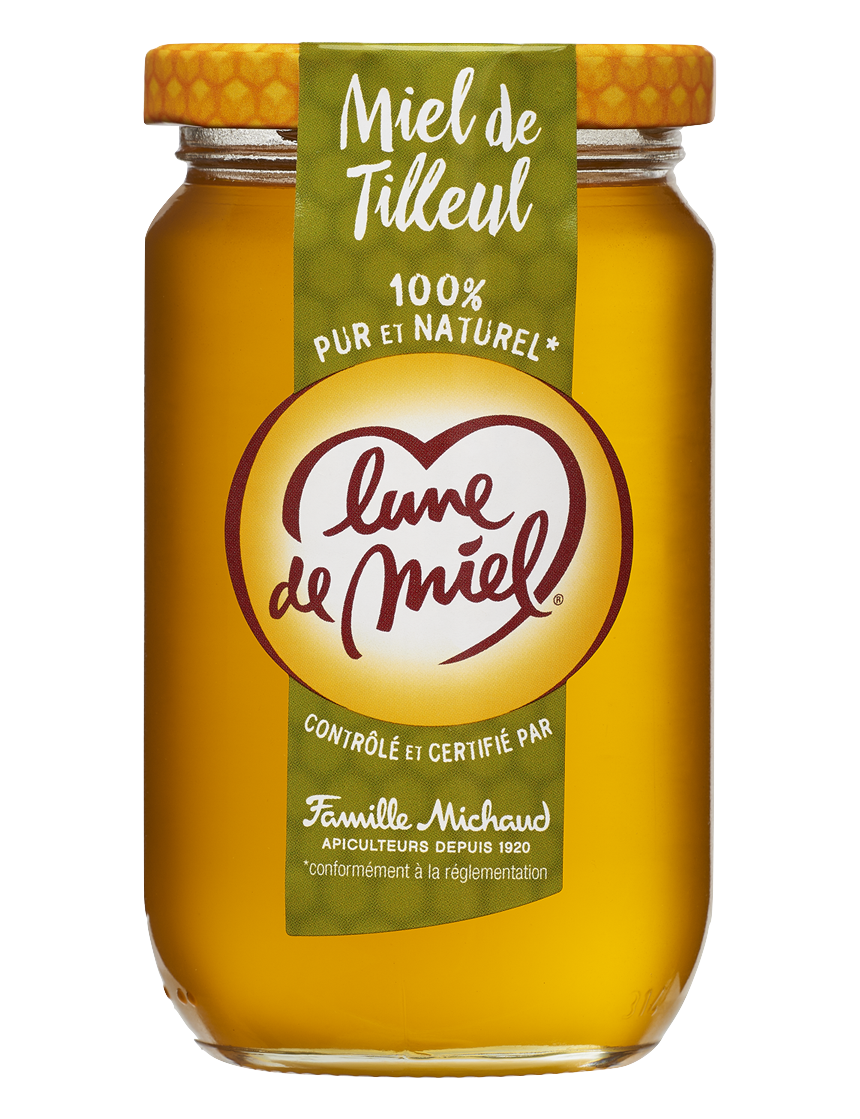 Miel de
Tilleul
100%
PUR ET NATUREL*
lune
de miel®
CONTRÔLÉ ET CERTIFIÉ PAR
Famille Michaud
APICULTEURS DEPUIS 1920
*conformément à la réglementation